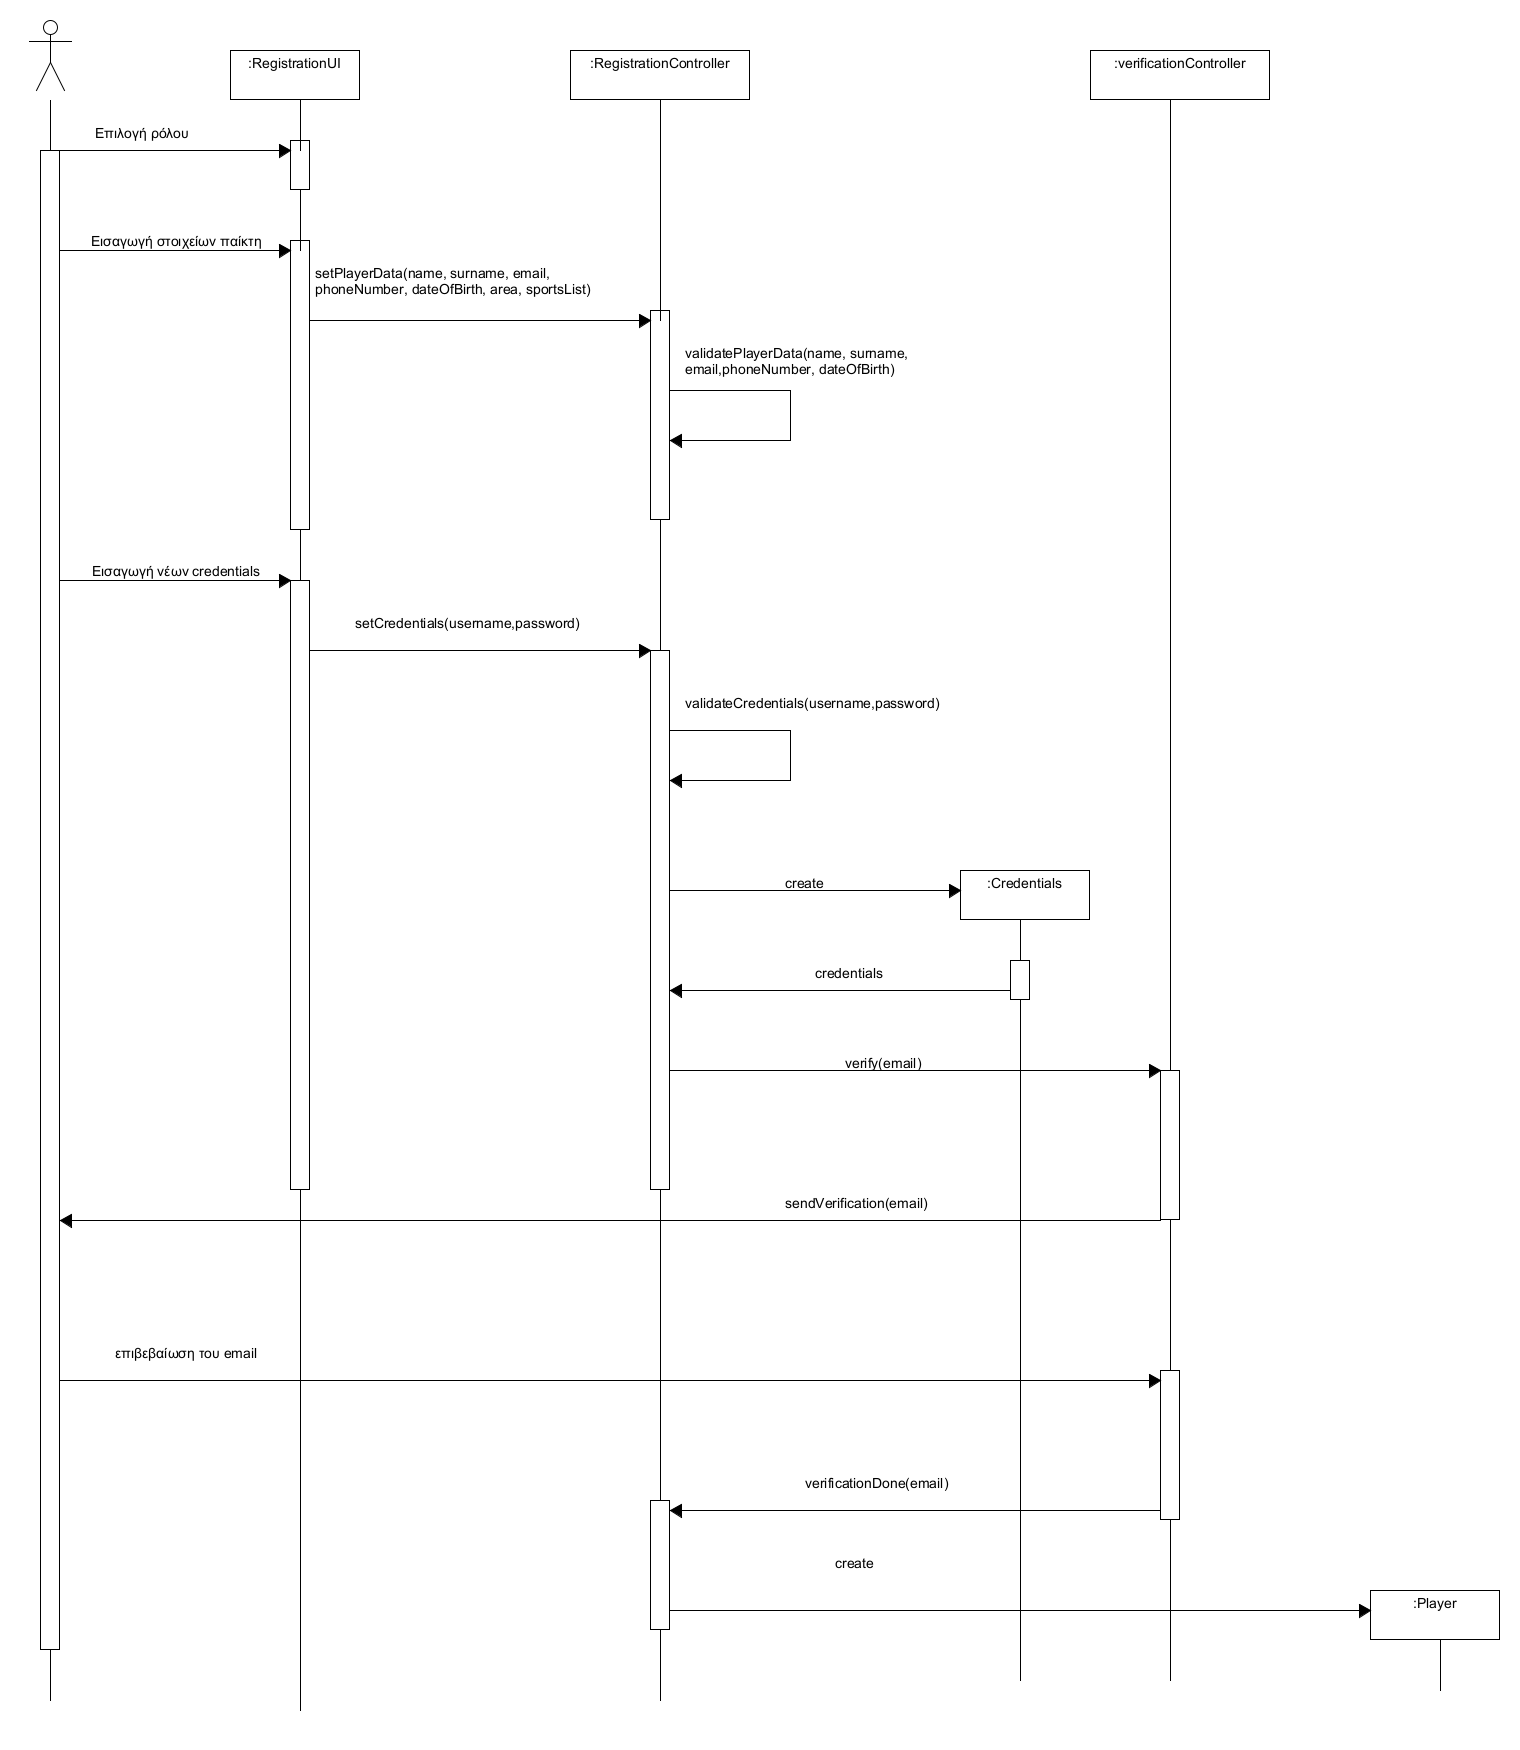 :RegistrationUI
:RegistrationController
:verificationController
Επιλογή ρόλου
Εισαγωγή στοιχείων παίκτη
setPlayerData(name, surname, email,
phoneNumber, dateOfBirth, area, sportsList)
validatePlayerData(name, surname,
email,phoneNumber, dateOfBirth)
Εισαγωγή νέων credentials
setCredentials(username,password)
validateCredentials(username,password)
create
:Credentials
credentials
verify(email)
sendVerification(email)
επιβεβαίωση του email
verificationDone(email)
create
:Player